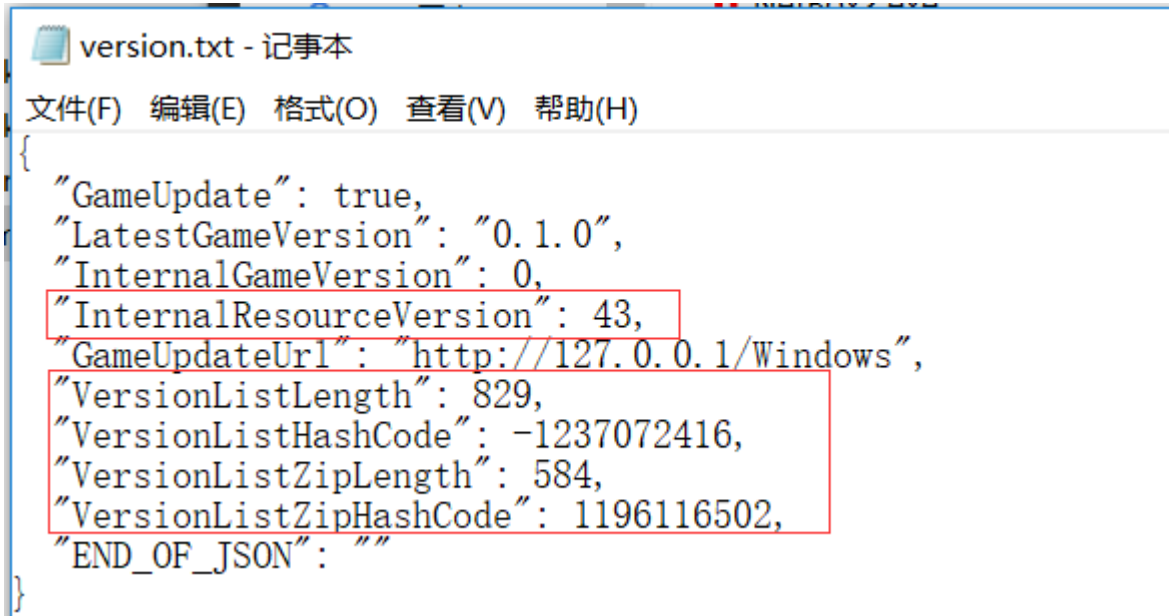 version.txt - 记事本
文件(F) 编辑(E) 格式(O) 查看(V) 帮助(H)
{
"GameUpdate": true,
"LatestGameVersion": "0.1.0",
"InternalGameVersion": 0,
"InternalResourceVersion": 43,
"GameUpdateUrl": "http://127.0.0.1/Windows",
"VersionListLength": 829,
"VersionListHashCode": -1237072416,
"VersionListZipLength": 584,
"VersionListZipHashCode": 1196116502,
"END_OF_JSON": ""
}